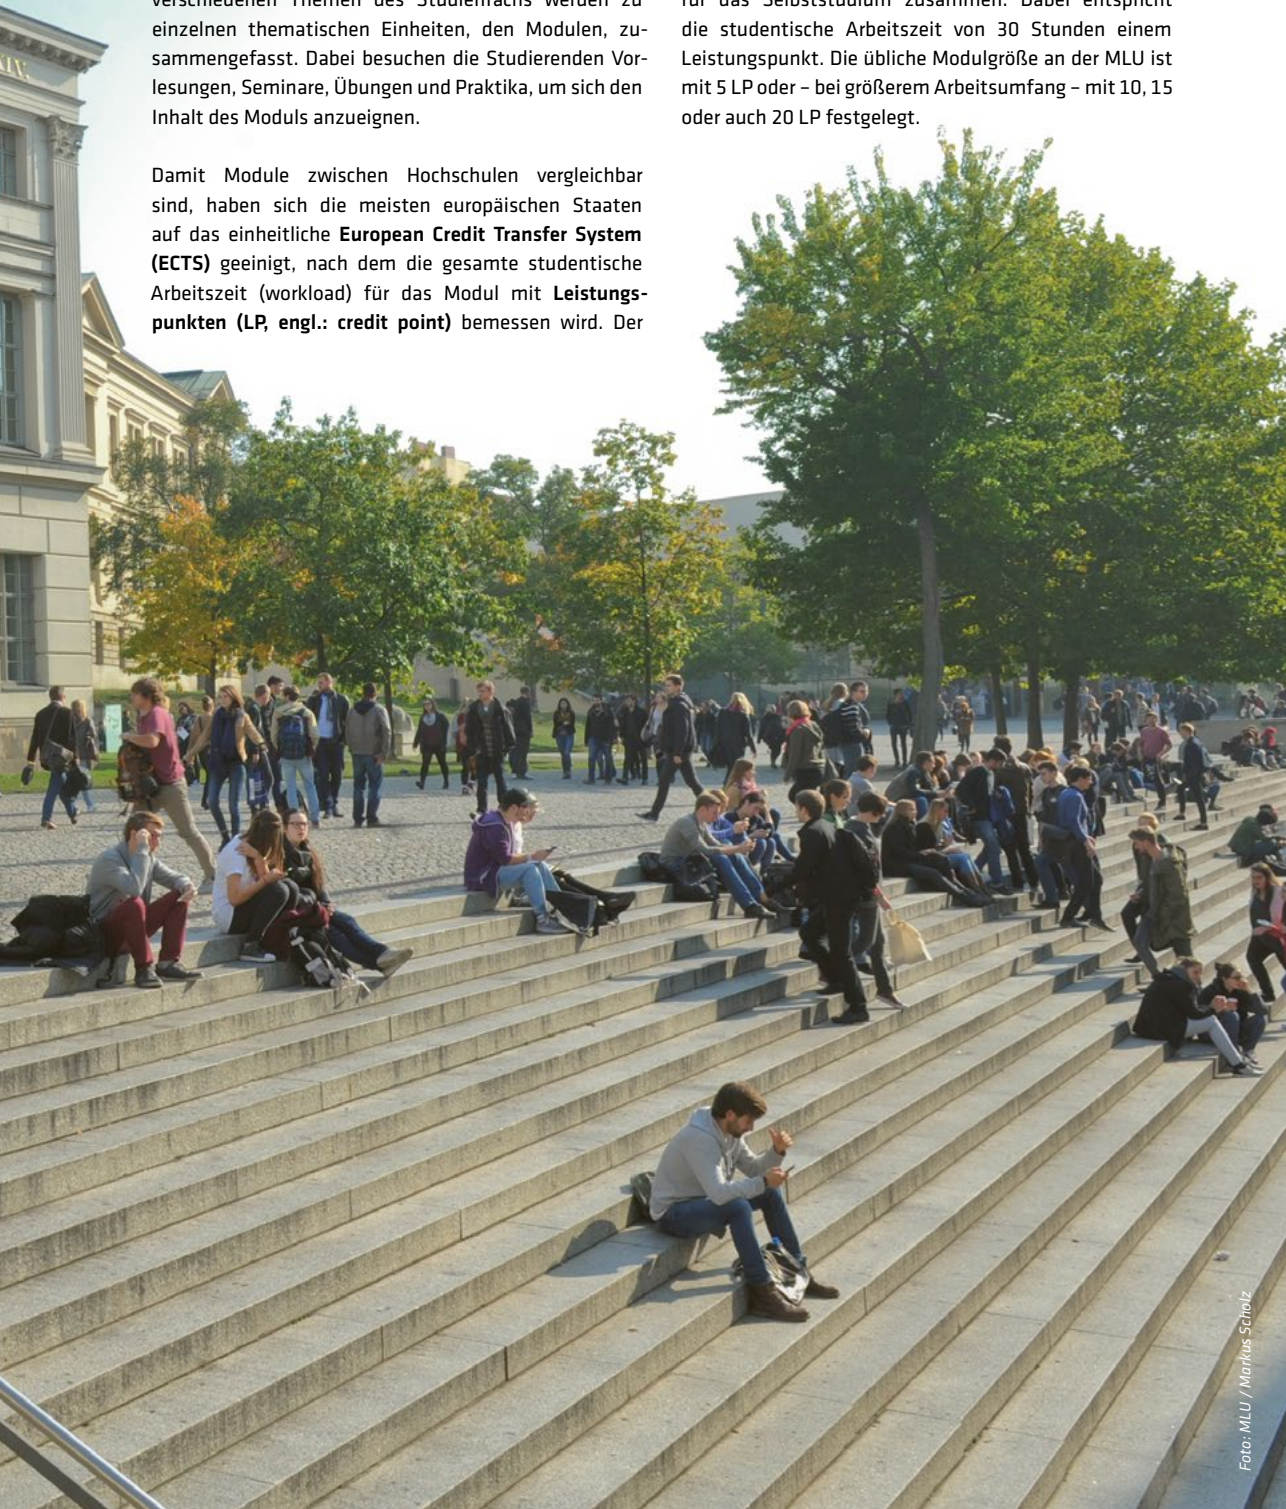 verschiedenen Themen des Studienfachs werden zu
einzelnen thematischen Einheiten, den Modulen, zu-
sammengefasst. Dabei besuchen die Studierenden Vor-
lesungen, Seminare, Übungen und Praktika, um sich den
Inhalt des Moduls anzueignen.
Damit Module zwischen Hochschulen vergleichbar
sind, haben sich die meisten europäischen Staaten
auf das einheitliche European Credit Transfer System
(ECTS) geeinigt, nach dem die gesamte studentische
Arbeitszeit (workload) für das Modul mit Leistungs-
punkten (LP, engl.: credit point) bemessen wird. Der
für das Selbststudium zusammen. Dabei entspricht
die studentische Arbeitszeit von 30 Stunden einem
Leistungspunkt. Die übliche Modulgröße an der MLU ist
mit 5 LP oder – bei größerem Arbeitsumfang – mit 10, 15
oder auch 20 LP festgelegt.
Foto: MLU / Markus Scholz